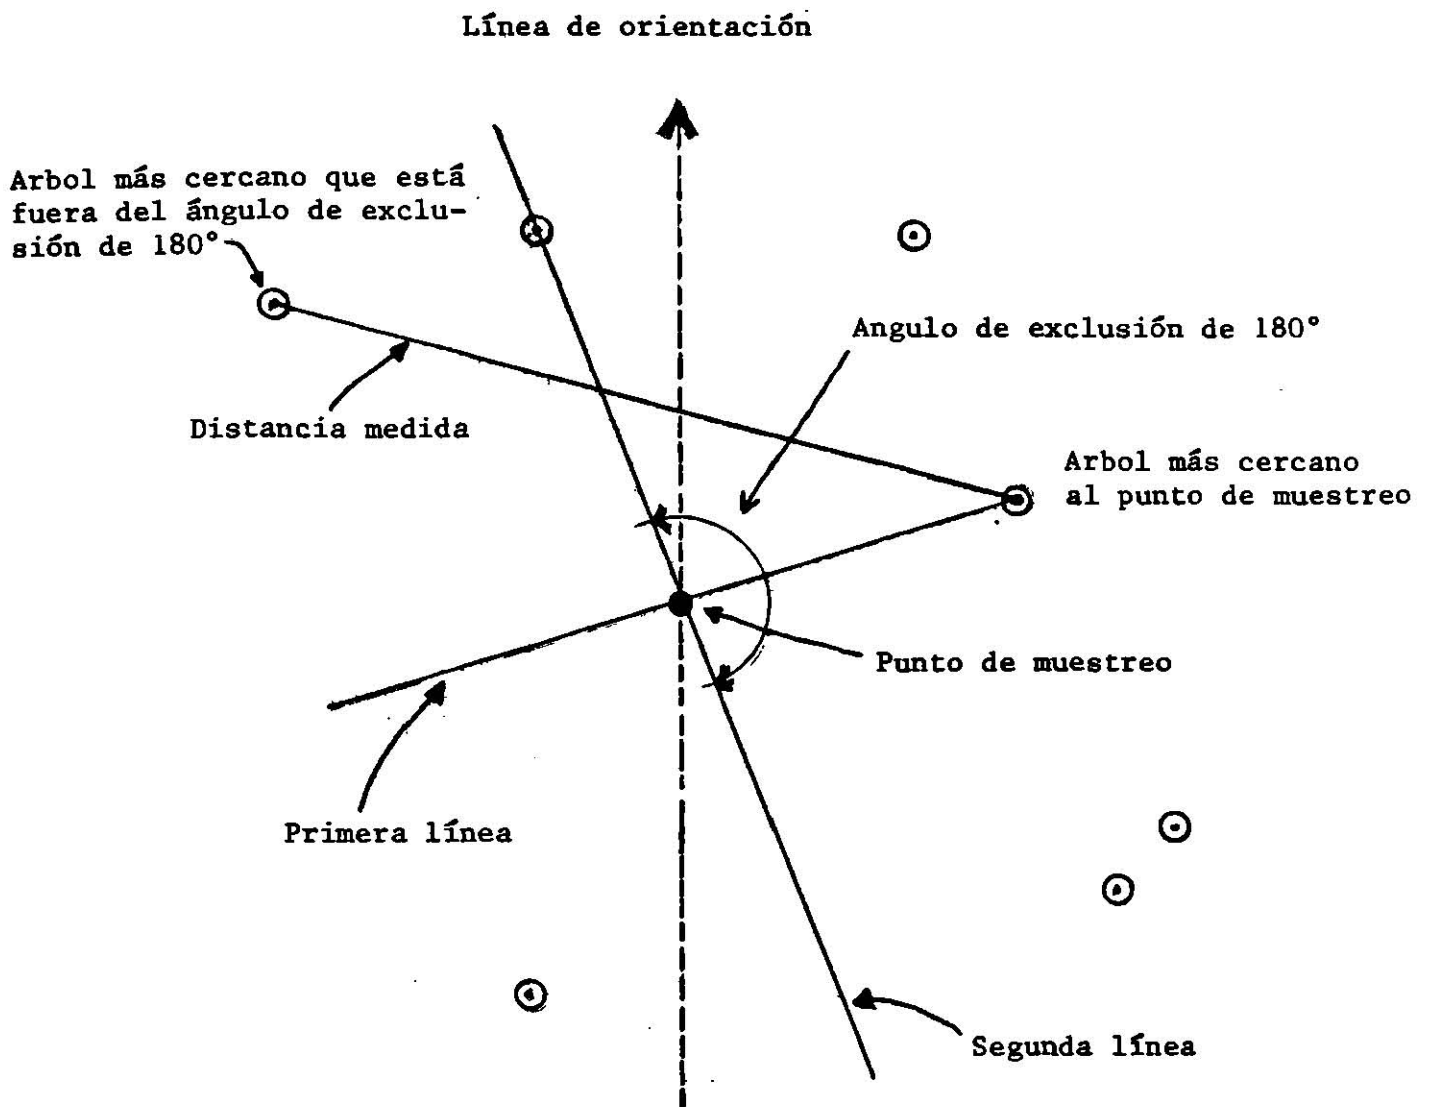 Línea de orientación
Arbol más cercano que está
fuera del ángulo de exclu-
sión de 180°
Angulo de exclusión de 180°
Distancia medida
Arbol más cercano
al punto de muestreo
Punto de muestreo
Primera línea
Segunda línea